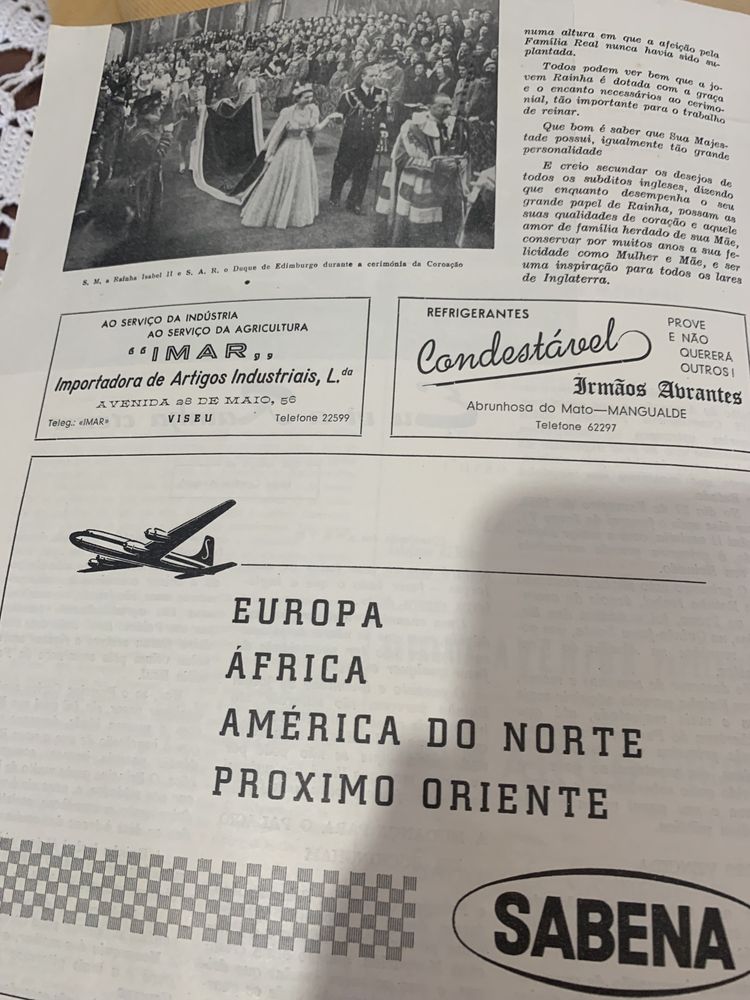 numa altura em que a afeição pela
Família Real nunca havia sido su-
plantada.
Todos podem ver bem que a jo-
vem Rainha é dotada com a graça
e o encanto necessários ao cerimo-
nial, tão importante para o trabalho
de reinar.
Que bom é saber que Sua Majes-
tade possui, igualmente tão grande
personalidade
E creio secundar os desejos de
todos os subditos ingleses, dizendo
que enquanto desempenha o seu
grande papel de Rainha, possam as
suas qualidades de coração e aquele
amor de família herdado de sua Mãe,
conservar por muitos anos a sua fe-
licidade como Mulher e Mãe, e ser
uma inspiração para todos os lares
de Inglaterra.
S. M. a Rainha Isabel II e S. A. R. o Duque de Edimburgo durante a cerimónia da Coroação
AO SERVIÇO DA INDÚSTRIA
AO SERVIÇO DA AGRICULTURA
“IMAR„
Importadora de Artigos Industriais, L.da
AVENIDA 28 DE MAIO, 56
Teleg.: «IMAR» VISEU Telefone 22599
REFRIGERANTES
Condestável
PROVE
E NÃO
QUERERÁ
OUTROS!
Irmãos Abrantes
Abrunhosa do Mato—MANGUALDE
Telefone 62297
EUROPA
ÁFRICA
AMÉRICA DO NORTE
PROXIMO ORIENTE
SABENA